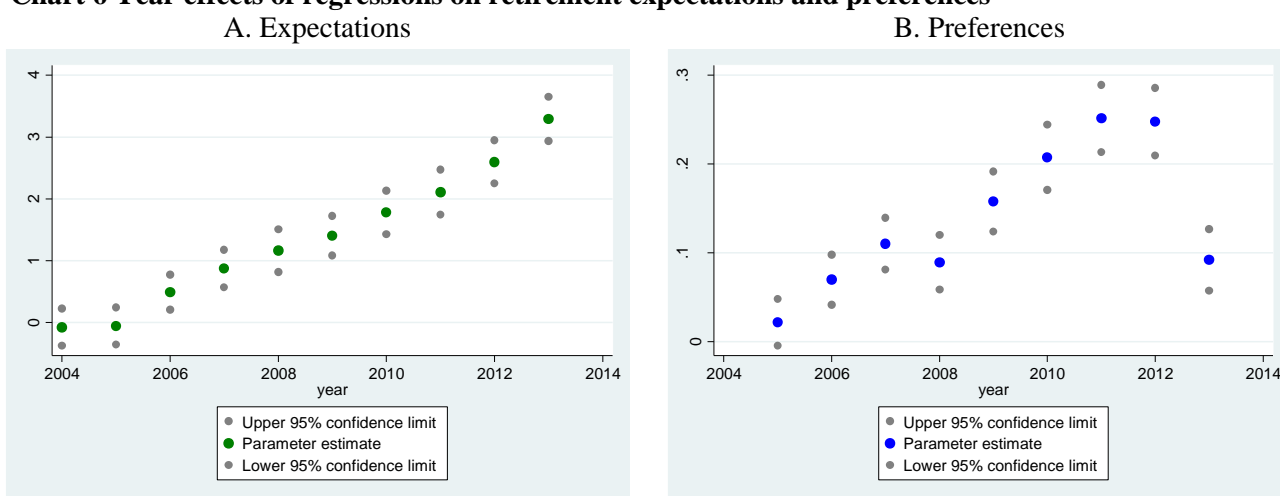 Chart 6 Year effects of regressions on retirement expectations and preferences
A. Expectations
B. Preferences
4
3
2
1
0
2004 2006 2008 2010 2012 2014
year
Upper 95% confidence limit
Parameter estimate
Lower 95% confidence limit
.3
.2
.1
0
2004 2006 2008 2010 2012 2014
year
Upper 95% confidence limit
Parameter estimate
Lower 95% confidence limit